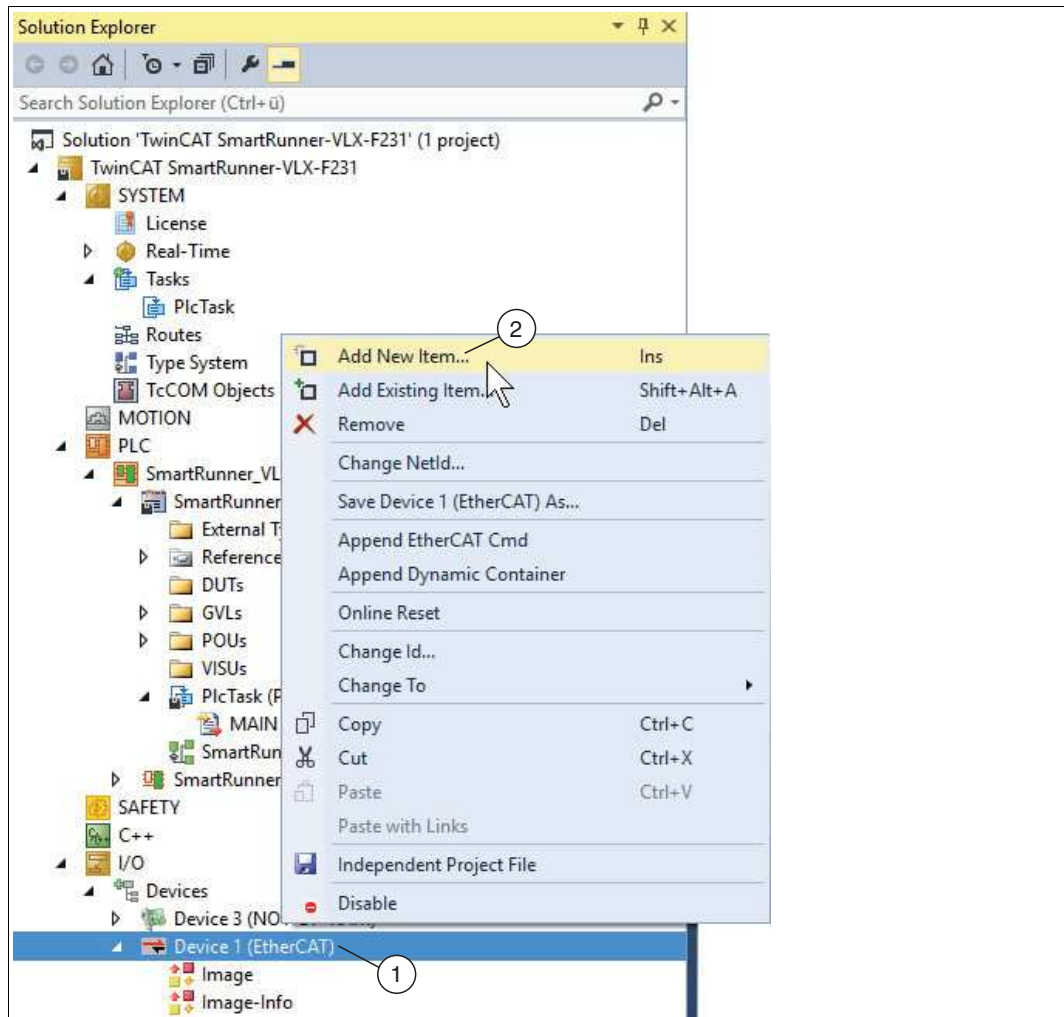 Solution Explorer
Search Solution Explorer (Ctrl+ü)
Solution 'TwinCAT SmartRunner-VLX-F231' (1 project)
TwinCAT SmartRunner-VLX-F231
SYSTEM
License
Real-Time
Tasks
PlcTask
Routes
Type System
TcCOM Objects
MOTION
PLC
SmartRunner_VL
SmartRunner
External T
Reference
DUTs
GVLs
POUs
VISUs
PlcTask (P
MAIN
SmartRun
SmartRunner
SAFETY
C++
I/O
Devices
Device 3 (NO
Device 1 (EtherCAT)
Image
Image-Info
2
Add New Item... Ins
Add Existing Item... Shift+Alt+A
Remove Del
Change NetId...
Save Device 1 (EtherCAT) As...
Append EtherCAT Cmd
Append Dynamic Container
Online Reset
Change Id...
Change To
Copy Ctrl+C
Cut Ctrl+X
Paste Ctrl+V
Paste with Links
Independent Project File
Disable
1